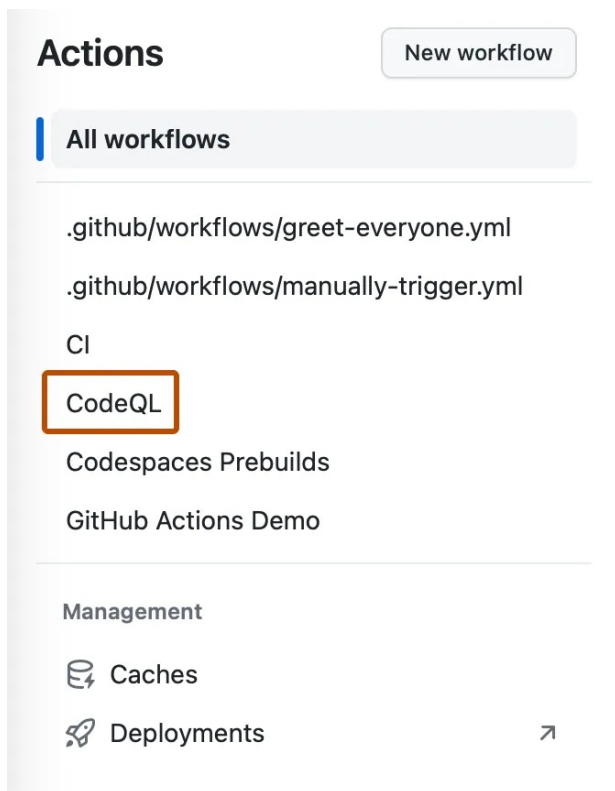 Actions
New workflow
All workflows
.github/workflows/greet-everyone.yml
.github/workflows/manually-trigger.yml
CI
CodeQL
Codespaces Prebuilds
GitHub Actions Demo
Management
Caches
Deployments